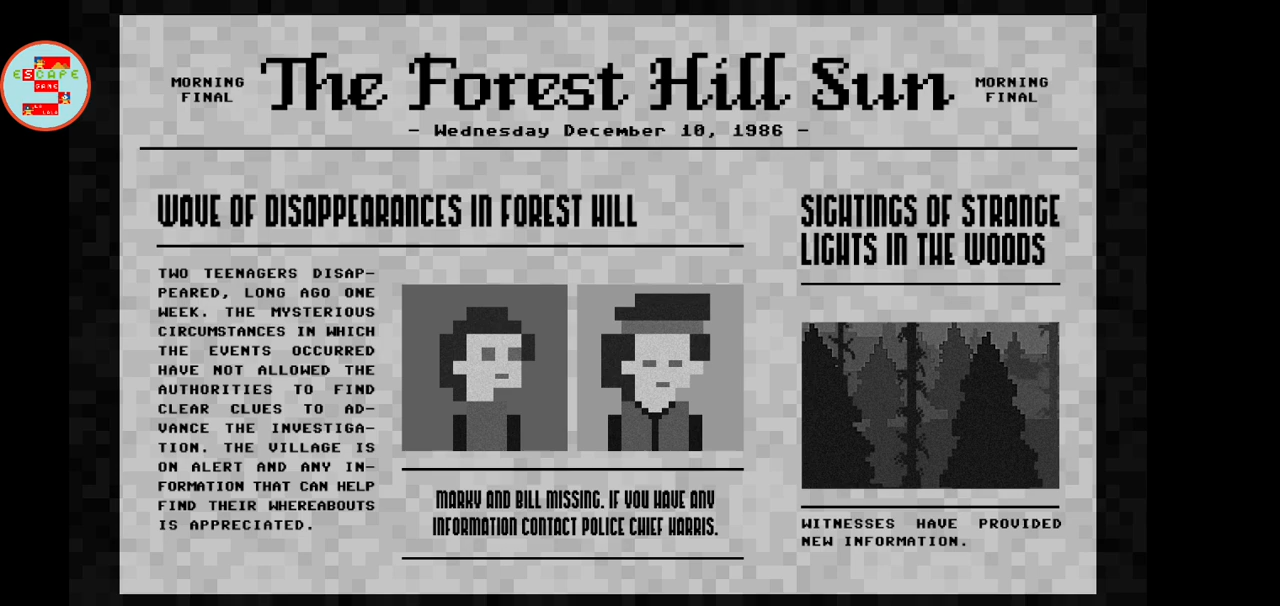 ESCAPE
GAME
MORNING
FINAL
The Forest Hill Sun
MORNING
FINAL
- Wednesday December 10, 1986 -
WAVE OF DISAPPEARANCES IN FOREST HILL
TWO TEENAGERS DISAP-
PEARED, LONG AGO ONE
WEEK. THE MYSTERIOUS
CIRCUMSTANCES IN WHICH
THE EVENTS OCCURRED
HAVE NOT ALLOWED THE
AUTHORITIES TO FIND
CLEAR CLUES TO AD-
VANCE THE INVESTIGA-
TION. THE VILLAGE IS
ON ALERT AND ANY IN-
FORMATION THAT CAN HELP
FIND THEIR WHEREABOUTS
IS APPRECIATED.
MARKY AND BILL MISSING. IF YOU HAVE ANY
INFORMATION CONTACT POLICE CHIEF HARRIS.
SIGHTINGS OF STRANGE
LIGHTS IN THE WOODS
WITNESSES HAVE PROVIDED
NEW INFORMATION.